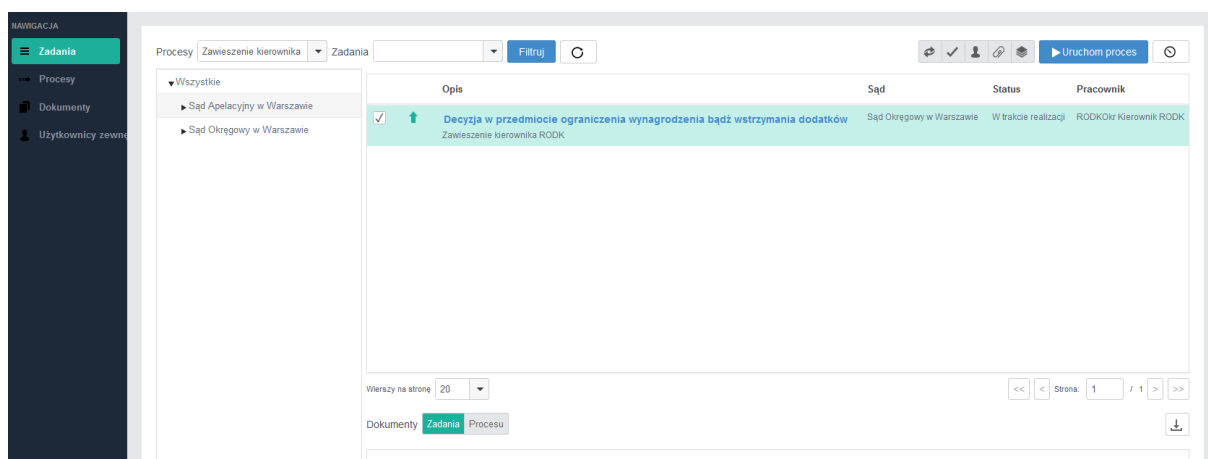 NAWIGACJA
Zadania
Procesy
Dokumenty
Użytkownicy zewnę
Procesy Zawieszenie kierownika Zadania Filtruj Uruchom proces
Wszystkie
Sąd Apelacyjny w Warszawie
Sąd Okręgowy w Warszawie
Opis Sąd Status Pracownik
Decyzja w przedmiocie ograniczenia wynagrodzenia bądź wstrzymania dodatków Sąd Okręgowy w Warszawie W trakcie realizacji RODKOkr Kierownik RODK
Zawieszenie kierownika RODK
Wierszy na stronę 20 << < Strona: 1 / 1 > >>
Dokumenty Zadania Procesu